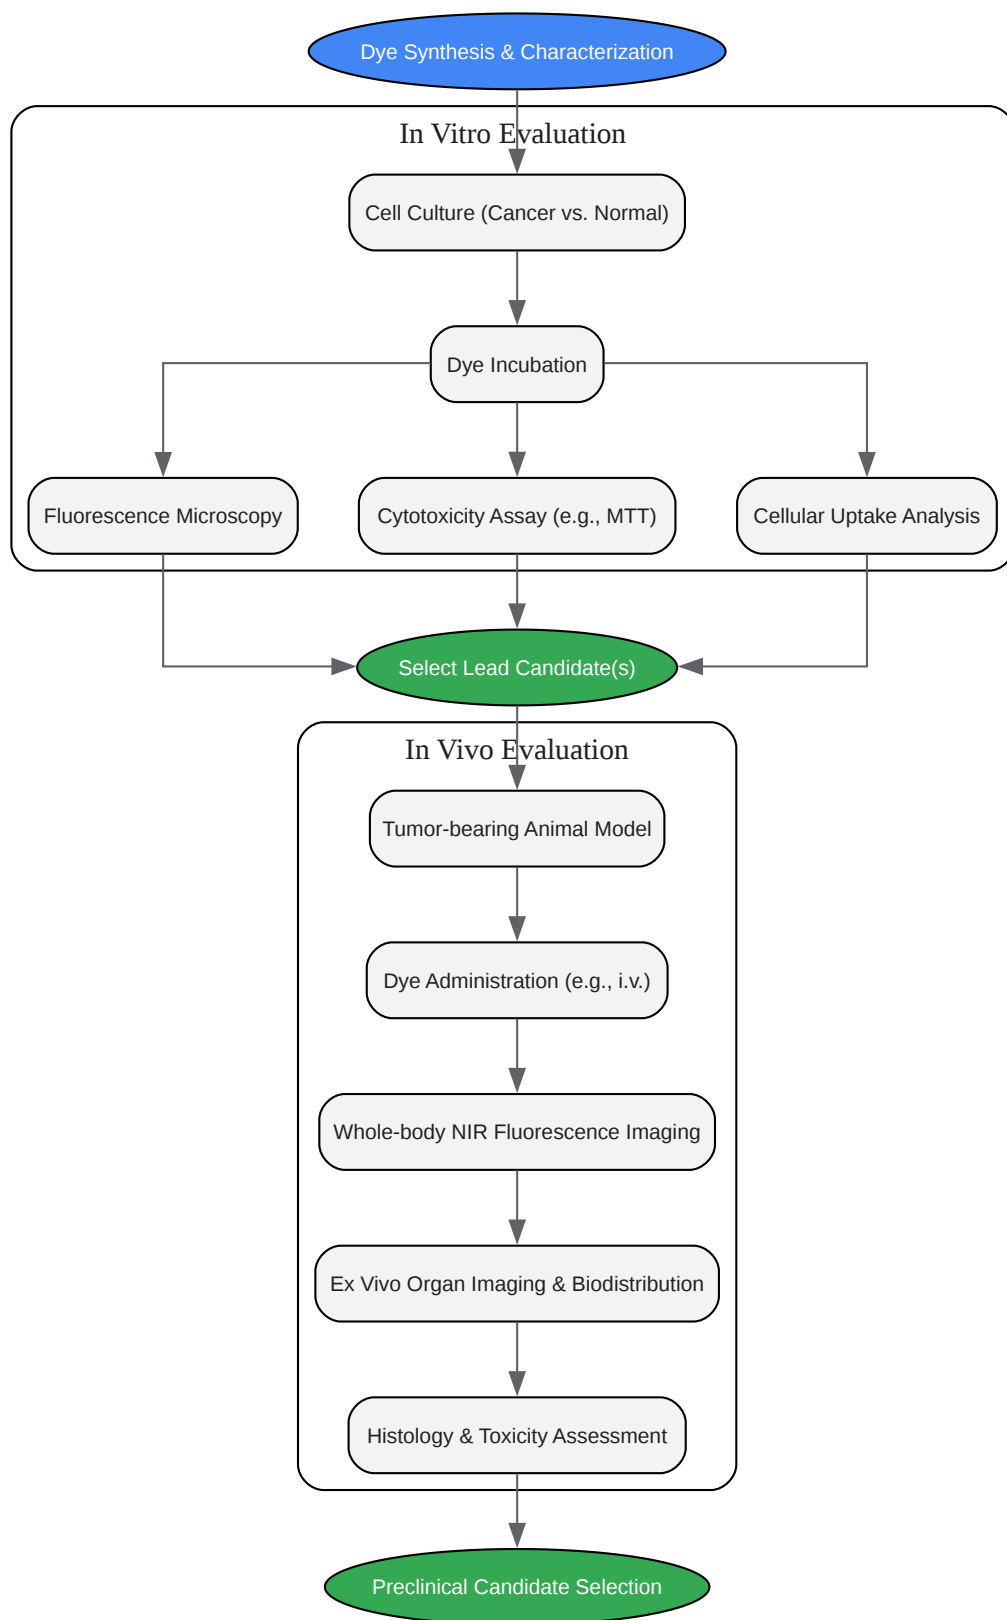 Dye Synthesis & Characterization
In Vitro Evaluation
Cell Culture (Cancer vs. Normal)
Dye Incubation
Fluorescence Microscopy
Cytotoxicity Assay (e.g., MTT)
Cellular Uptake Analysis
Select Lead Candidate(s)
In Vivo Evaluation
Tumor-bearing Animal Model
Dye Administration (e.g., i.v.)
Whole-body NIR Fluorescence Imaging
Ex Vivo Organ Imaging & Biodistribution
Histology & Toxicity Assessment
Preclinical Candidate Selection